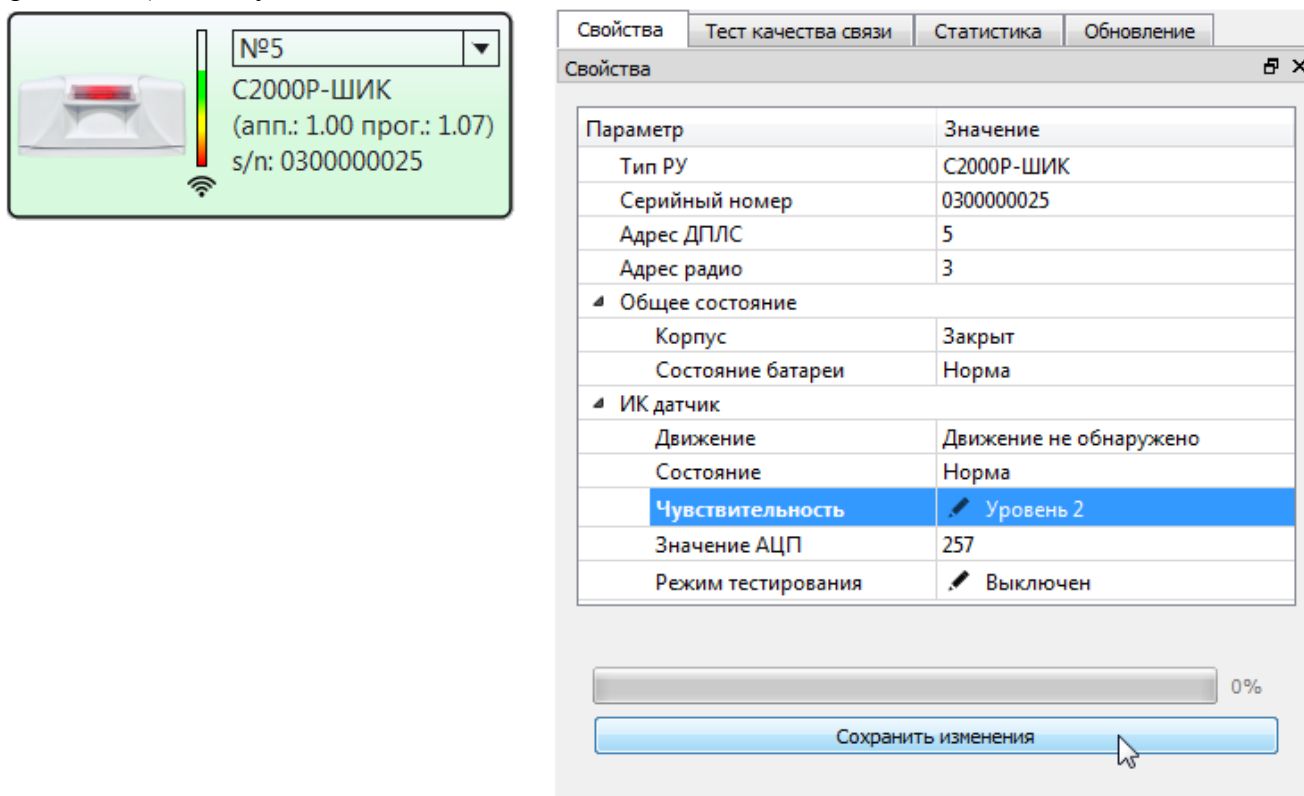 №5
С2000Р-ШИК
(апп.: 1.00 прог.: 1.07)
s/n: 0300000025
Свойства Тест качества связи Статистика Обновление
Свойства
Параметр Значение
Тип РУ С2000Р-ШИК
Серийный номер 0300000025
Адрес ДПЛС 5
Адрес радио 3
Общее состояние
Корпус Закрыт
Состояние батареи Норма
ИК датчик
Движение Движение не обнаружено
Состояние Норма
Чувствительность Уровень 2
Значение АЦП 257
Режим тестирования Выключен
0%
Сохранить изменения